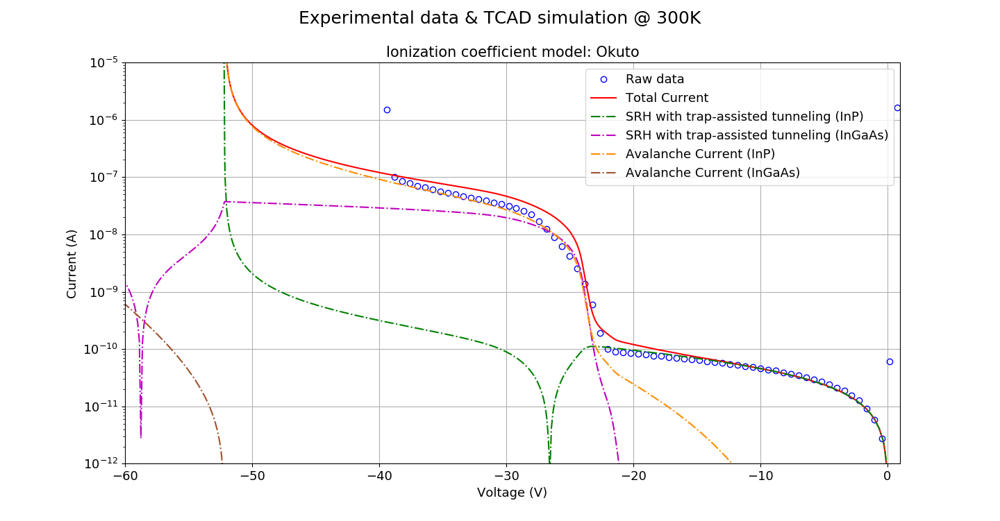 Experimental data & TCAD simulation @ 300K
Ionization coefficient model: Okuto
Raw data
Total Current
SRH with trap-assisted tunneling (InP)
SRH with trap-assisted tunneling (InGaAs)
Avalanche Current (InP)
Avalanche Current (InGaAs)
Current (A)
10⁻⁵
10⁻⁶
10⁻⁷
10⁻⁸
10⁻⁹
10⁻¹⁰
10⁻¹¹
10⁻¹²
−60 −50 −40 −30 −20 −10 0
Voltage (V)